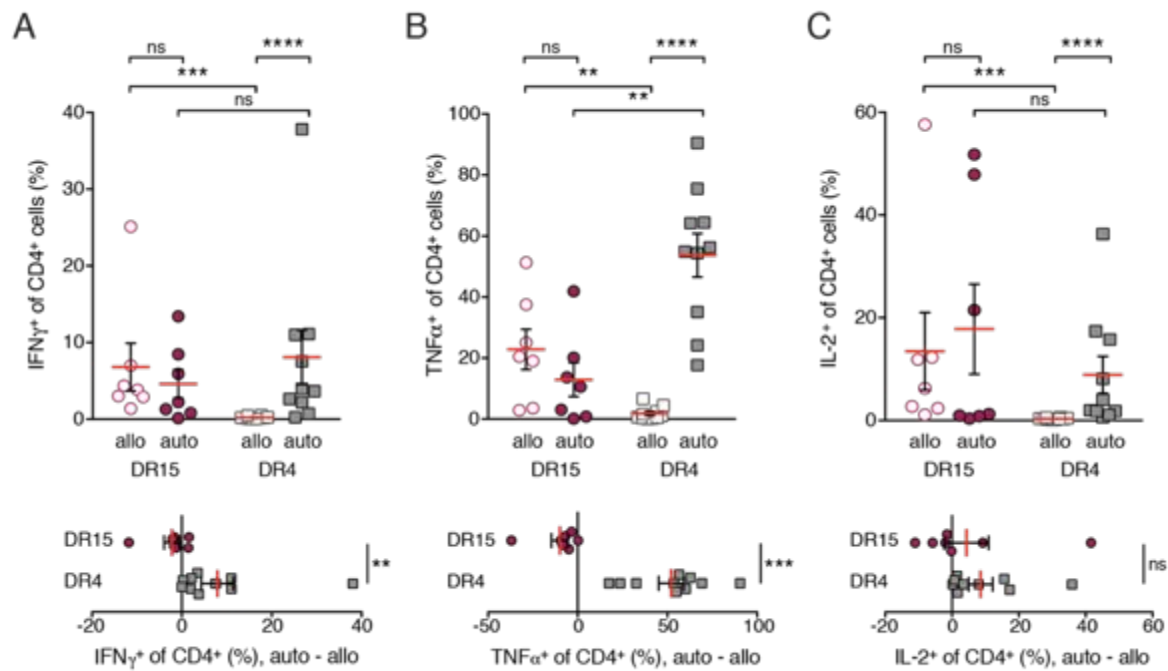 A
ns
****
***
ns
40
30
20
10
0
IFNγ+ of CD4+ cells (%)
allo auto allo auto
DR15 DR4
DR15
DR4
**
-20 0 20 40
IFNγ+ of CD4+ (%), auto - allo
B
ns
****
**
**
100
80
60
40
20
0
TNFα+ of CD4+ cells (%)
allo auto allo auto
DR15 DR4
DR15
DR4
***
-50 0 50 100
TNFα+ of CD4+ (%), auto - allo
C
ns
****
***
ns
60
40
20
0
IL-2+ of CD4+ cells (%)
allo auto allo auto
DR15 DR4
DR15
DR4
ns
-20 0 20 40 60
IL-2+ of CD4+ (%), auto - allo